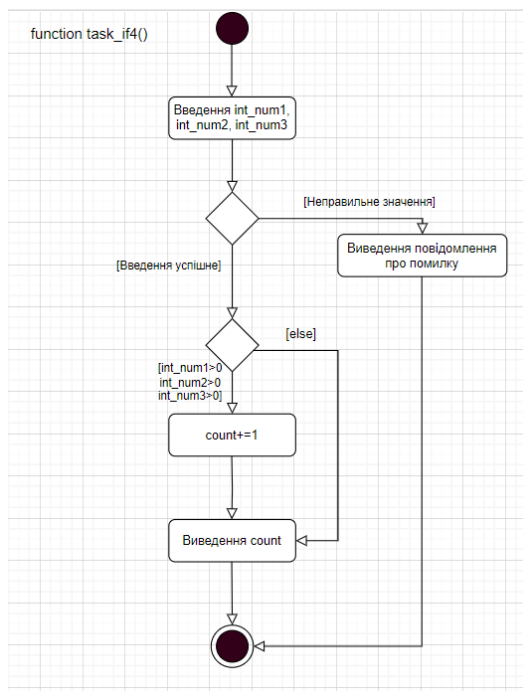 function task_if4()
Введення int_num1,
int_num2, int_num3
[Неправильне значення]
Виведення повідомлення
про помилку
[Введення успішне]
[else]
[int_num1>0
int_num2>0
int_num3>0]
count+=1
Виведення count